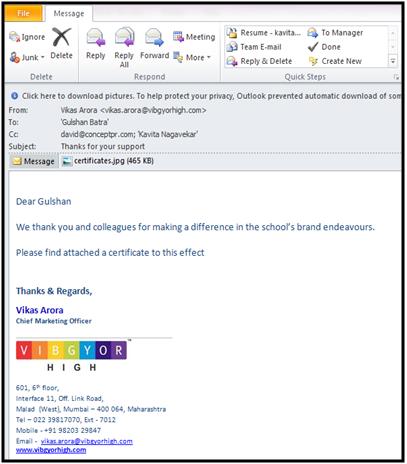 File Message
Ignore
Junk
Delete
Reply
Reply All
Forward
Meeting
More
Resume - kavita...
Team E-mail
Reply & Delete
To Manager
Done
Create New
Delete
Respond
Quick Steps
Click here to download pictures. To help protect your privacy, Outlook prevented automatic download of som
From: Vikas Arora <vikas.arora@vibgyorhigh.com>
To: 'Gulshan Batra'
Cc: david@conceptpr.com; 'Kavita Nagavekar'
Subject: Thanks for your support
Message certificates.jpg (465 KB)
Dear Gulshan
We thank you and colleagues for making a difference in the school's brand endeavours.
Please find attached a certificate to this effect
Thanks & Regards,
Vikas Arora
Chief Marketing Officer
VIBGYOR™
HIGH
601, 6th floor,
Interface 11, Off. Link Road,
Malad (West), Mumbai – 400 064, Maharashtra
Tel – 022 39817070, Ext - 7012
Mobile - +91 98203 29847
Email - vikas.arora@vibgyorhigh.com
www.vibgyorhigh.com